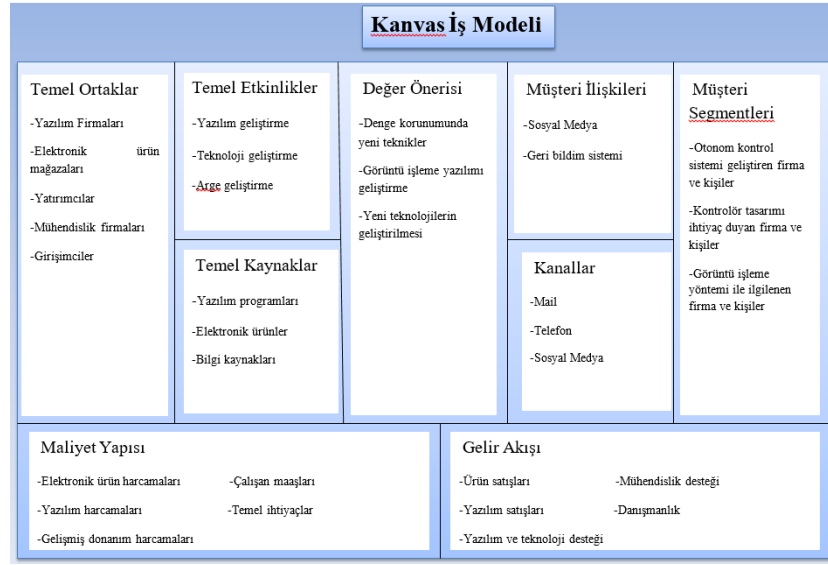 Kanvas İş Modeli
Temel Ortaklar
-Yazılım Firmaları
-Elektronik ürün
mağazaları
-Yatırımcılar
-Mühendislik firmaları
-Girişimciler
Temel Etkinlikler
-Yazılım geliştirme
-Teknoloji geliştirme
-Arge geliştirme
Temel Kaynaklar
-Yazılım programları
-Elektronik ürünler
-Bilgi kaynakları
Değer Önerisi
-Denge korunumunda
yeni teknikler
-Görüntü işleme yazılımı
geliştirme
-Yeni teknolojilerin
geliştirilmesi
Müşteri İlişkileri
-Sosyal Medya
-Geri bildim sistemi
Kanallar
-Mail
-Telefon
-Sosyal Medya
Müşteri
Segmentleri
-Otonom kontrol
sistemi geliştiren firma
ve kişiler
-Kontrolör tasarımı
ihtiyaç duyan firma ve
kişiler
-Görüntü işleme
yöntemi ile ilgilenen
firma ve kişiler
Maliyet Yapısı
-Elektronik ürün harcamaları
-Yazılım harcamaları
-Gelişmiş donanım harcamaları
-Çalışan maaşları
-Temel ihtiyaçlar
Gelir Akışı
-Ürün satışları
-Yazılım satışları
-Yazılım ve teknoloji desteği
-Mühendislik desteği
-Danışmanlık